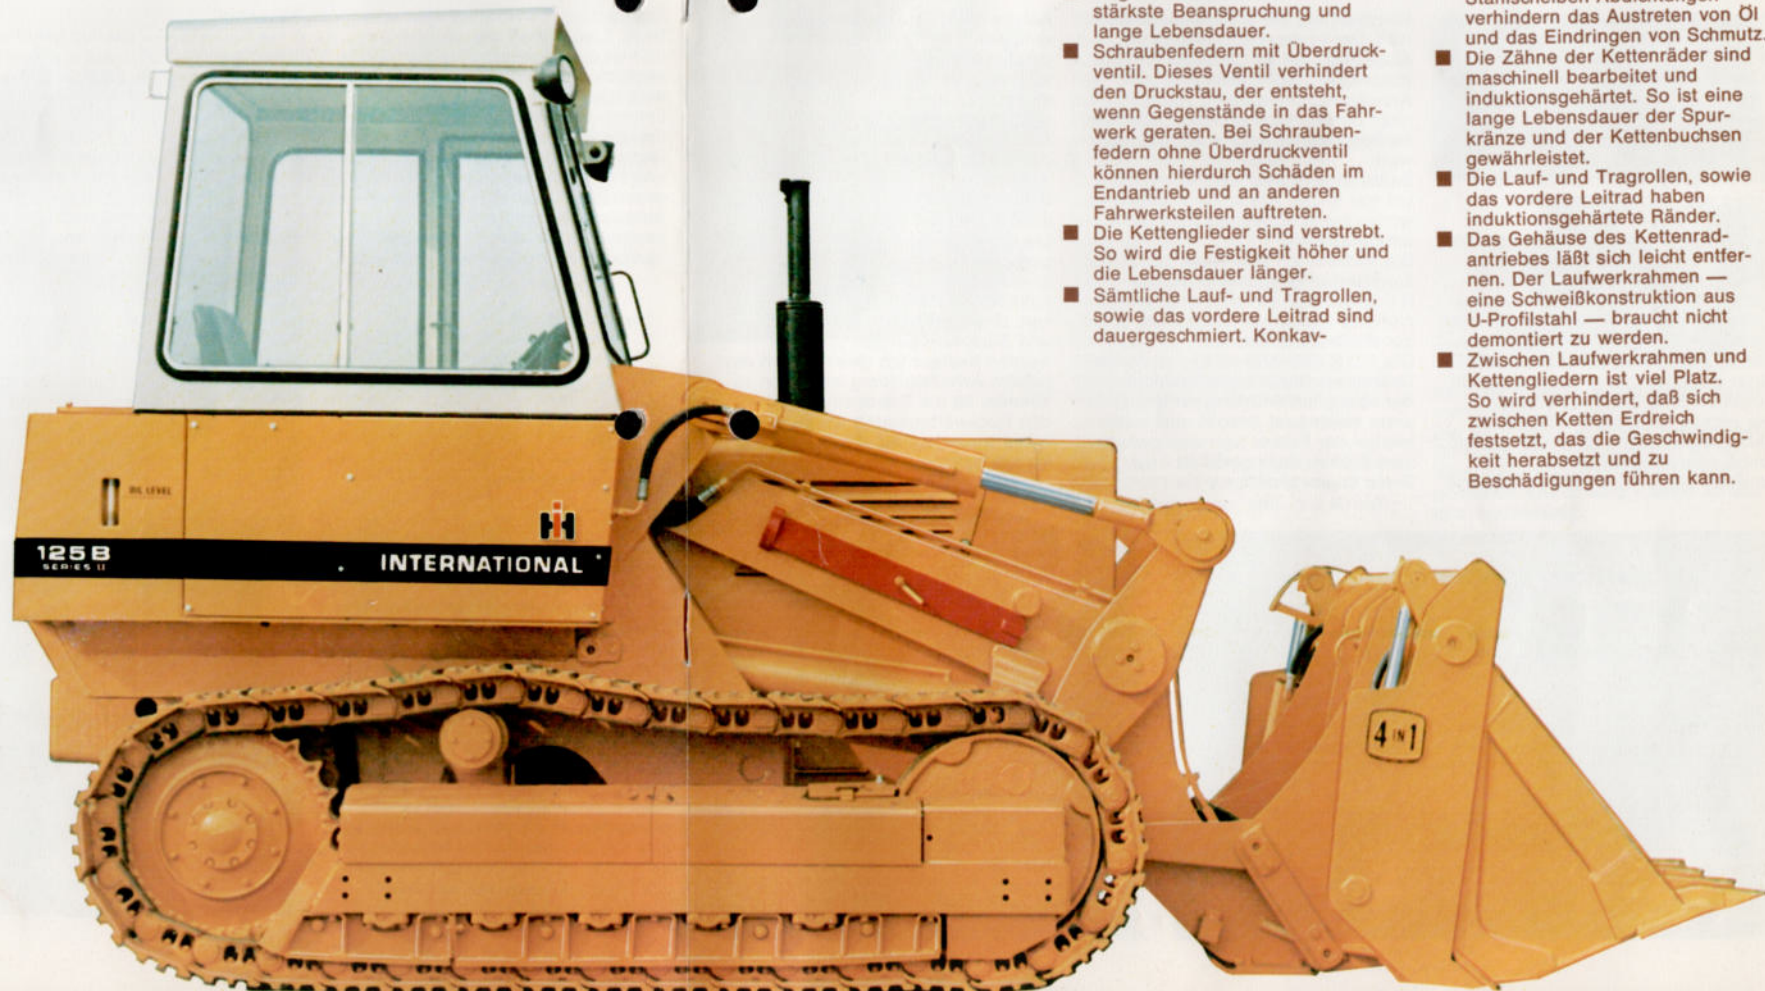 stärkste Beanspruchung und
lange Lebensdauer.
■ Schraubenfedern mit Überdruck-
ventil. Dieses Ventil verhindert
den Druckstau, der entsteht,
wenn Gegenstände in das Fahr-
werk geraten. Bei Schrauben-
federn ohne Überdruckventil
können hierdurch Schäden im
Endantrieb und an anderen
Fahrwerksteilen auftreten.
■ Die Kettenglieder sind verstrebt.
So wird die Festigkeit höher und
die Lebensdauer länger.
■ Sämtliche Lauf- und Tragrollen,
sowie das vordere Leitrad sind
dauergeschmiert. Konkav-
verhindern das Austreten von Öl
und das Eindringen von Schmutz.
■ Die Zähne der Kettenräder sind
maschinell bearbeitet und
induktionsgehärtet. So ist eine
lange Lebensdauer der Spur-
kränze und der Kettenbuchsen
gewährleistet.
■ Die Lauf- und Tragrollen, sowie
das vordere Leitrad haben
induktionsgehärtete Ränder.
■ Das Gehäuse des Kettenrad-
antriebes läßt sich leicht entfer-
nen. Der Laufwerkrahmen —
eine Schweißkonstruktion aus
U-Profilstahl — braucht nicht
demontiert zu werden.
■ Zwischen Laufwerkrahmen und
Kettengliedern ist viel Platz.
So wird verhindert, daß sich
zwischen Ketten Erdreich
festsetzt, das die Geschwindig-
keit herabsetzt und zu
Beschädigungen führen kann.
OIL LEVEL
IH
125 B
SERIES II
INTERNATIONAL
4 IN 1